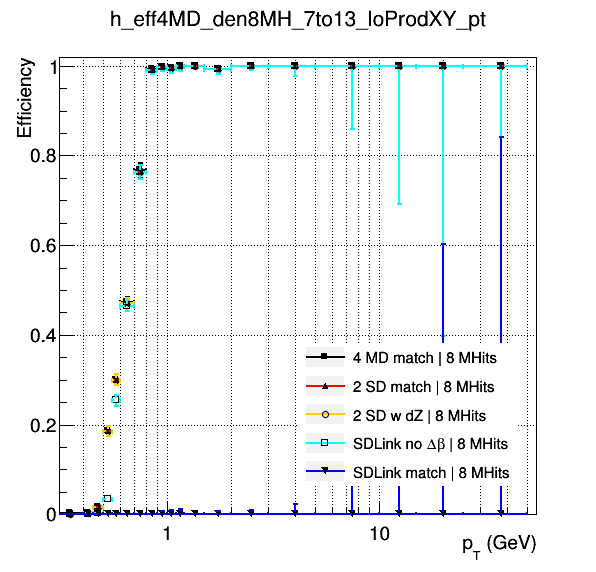 h_eff4MD_den8MH_7to13_loProdXY_pt
Efficiency
1
0.8
0.6
0.4
0.2
0
4 MD match | 8 MHits
2 SD match | 8 MHits
2 SD w dZ | 8 MHits
SDLink no Δβ | 8 MHits
SDLink match | 8 MHits
1
10
p_T (GeV)